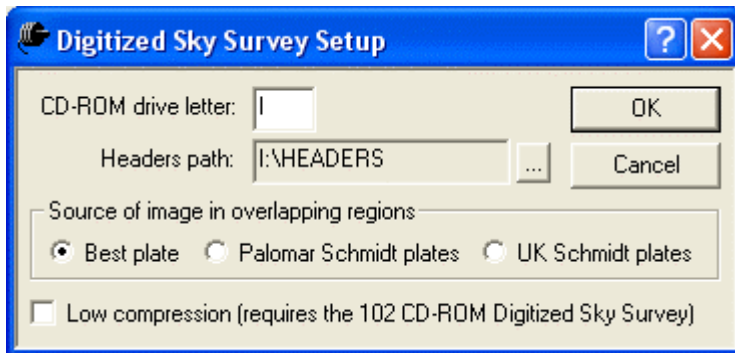 Digitized Sky Survey Setup
CD-ROM drive letter: I
OK
Headers path: I:\HEADERS ...
Cancel
Source of image in overlapping regions
Best plate Palomar Schmidt plates UK Schmidt plates
Low compression (requires the 102 CD-ROM Digitized Sky Survey)